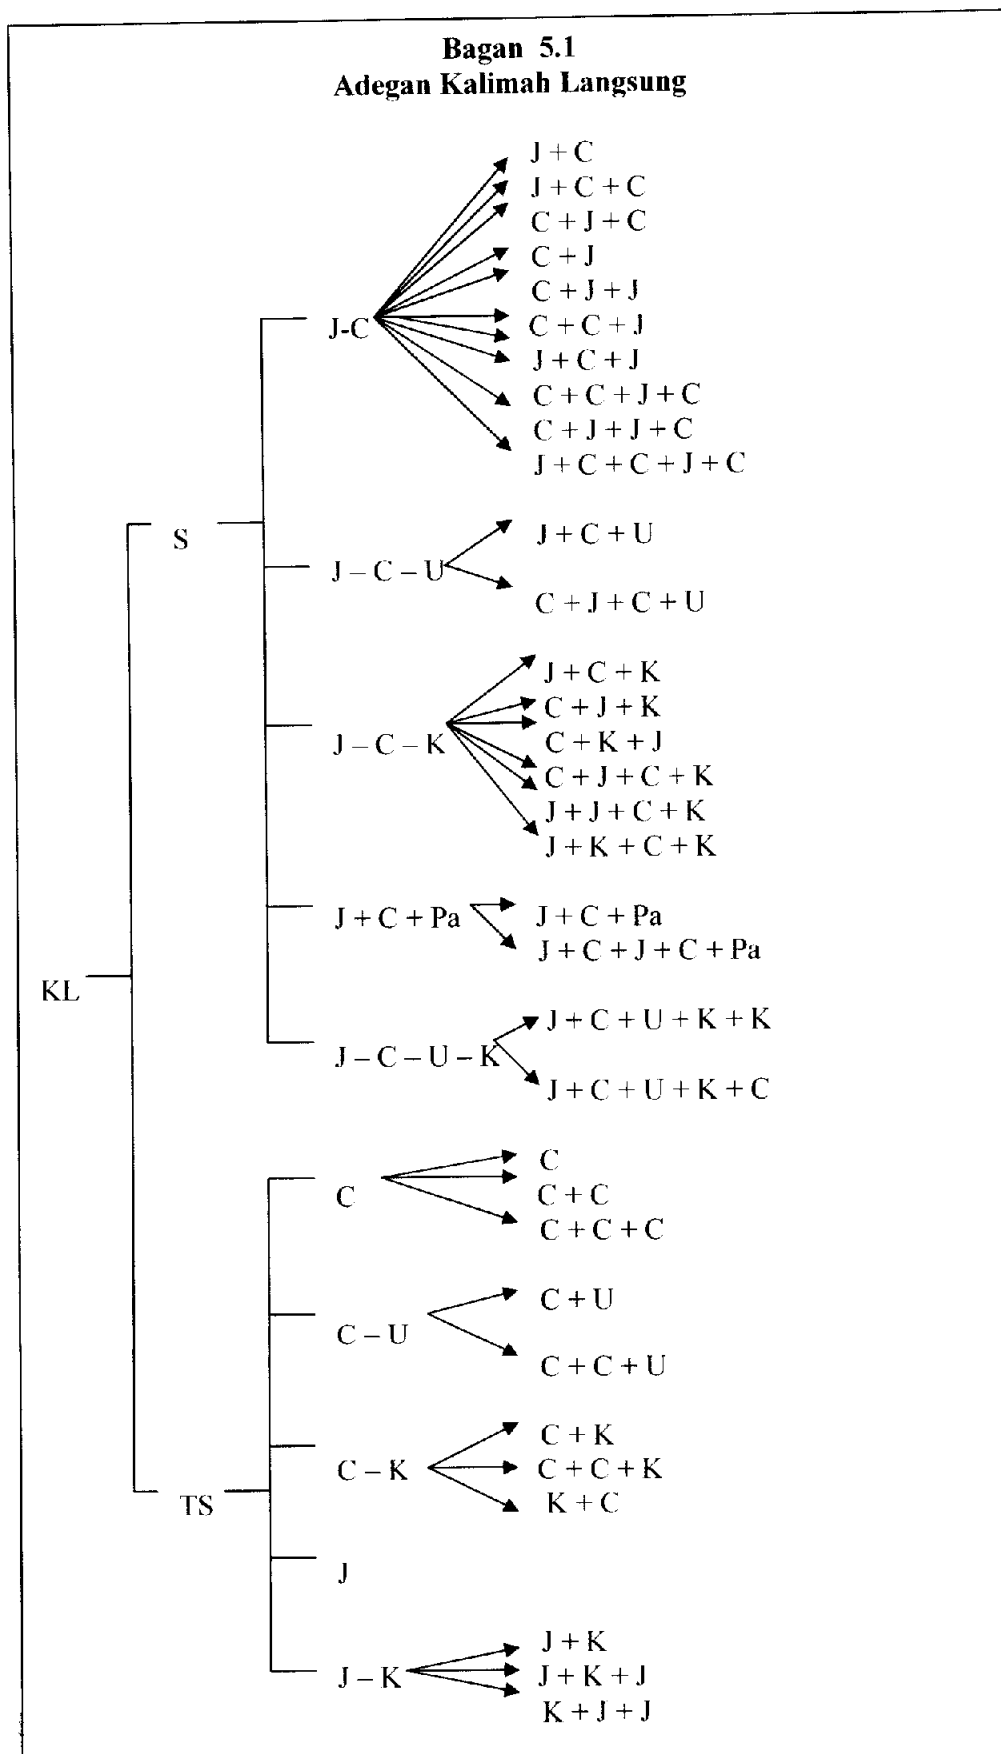 Bagan 5.1
Adegan Kalimah Langsung
J + C
J + C + C
C + J + C
C + J
C + J + J
J-C
C + C + J
J + C + J
C + C + J + C
C + J + J + C
J + C + C + J + C
S
J + C + U
J – C – U
C + J + C + U
J + C + K
C + J + K
J – C – K
C + K + J
C + J + C + K
J + J + C + K
J + K + C + K
J + C + Pa
J + C + Pa
J + C + J + C + Pa
KL
J + C + U + K + K
J – C – U – K
J + C + U + K + C
C
C
C + C
C + C + C
C + U
C – U
C + C + U
C + K
C – K
C + C + K
K + C
TS
J
J + K
J – K
J + K + J
K + J + J